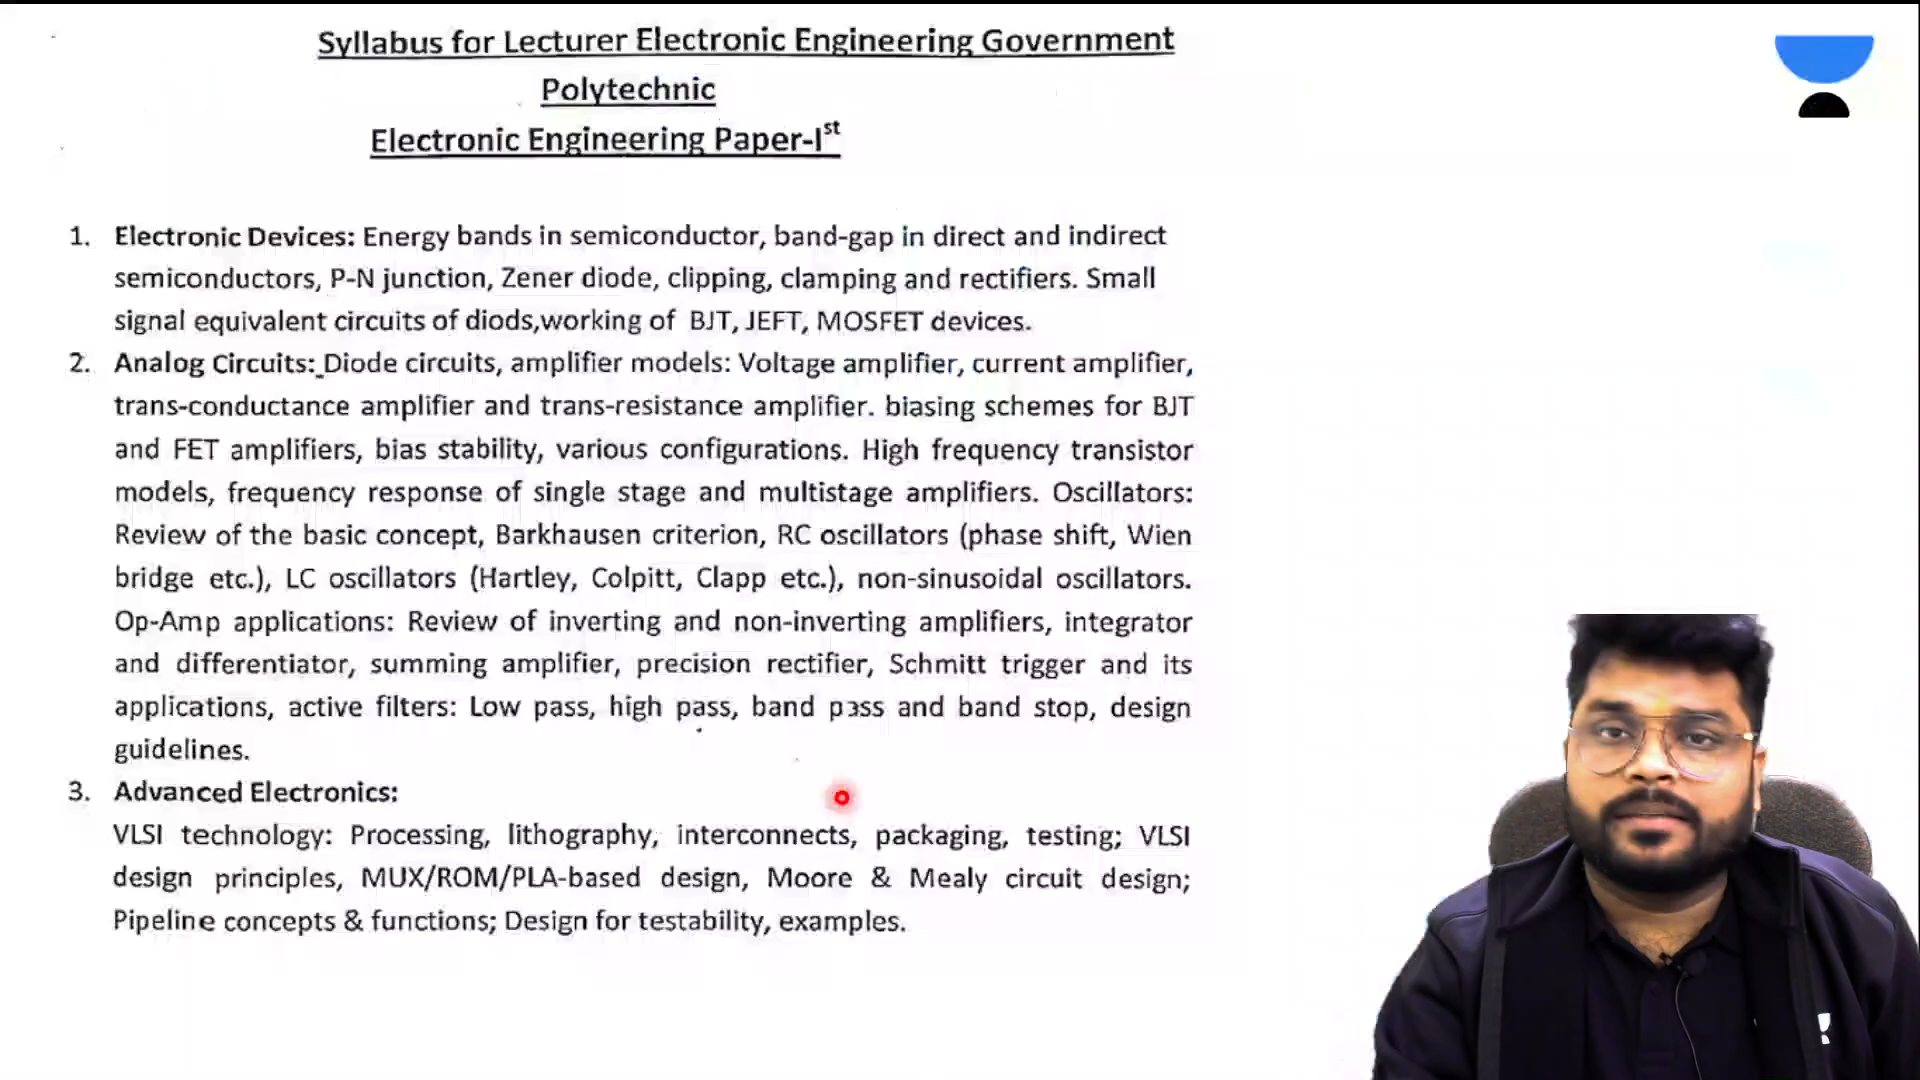 Syllabus for Lecturer Electronic Engineering Government
Polytechnic
Electronic Engineering Paper-Ist
1. Electronic Devices: Energy bands in semiconductor, band-gap in direct and indirect
semiconductors, P-N junction, Zener diode, clipping, clamping and rectifiers. Small
signal equivalent circuits of diods,working of BJT, JEFT, MOSFET devices.
2. Analog Circuits: Diode circuits, amplifier models: Voltage amplifier, current amplifier,
trans-conductance amplifier and trans-resistance amplifier. biasing schemes for BJT
and FET amplifiers, bias stability, various configurations. High frequency transistor
models, frequency response of single stage and multistage amplifiers. Oscillators:
Review of the basic concept, Barkhausen criterion, RC oscillators (phase shift, Wien
bridge etc.), LC oscillators (Hartley, Colpitt, Clapp etc.), non-sinusoidal oscillators.
Op-Amp applications: Review of inverting and non-inverting amplifiers, integrator
and differentiator, summing amplifier, precision rectifier, Schmitt trigger and its
applications, active filters: Low pass, high pass, band pass and band stop, design
guidelines.
3. Advanced Electronics:
VLSI technology: Processing, lithography, interconnects, packaging, testing; VLSI
design principles, MUX/ROM/PLA-based design, Moore & Mealy circuit design;
Pipeline concepts & functions; Design for testability, examples.